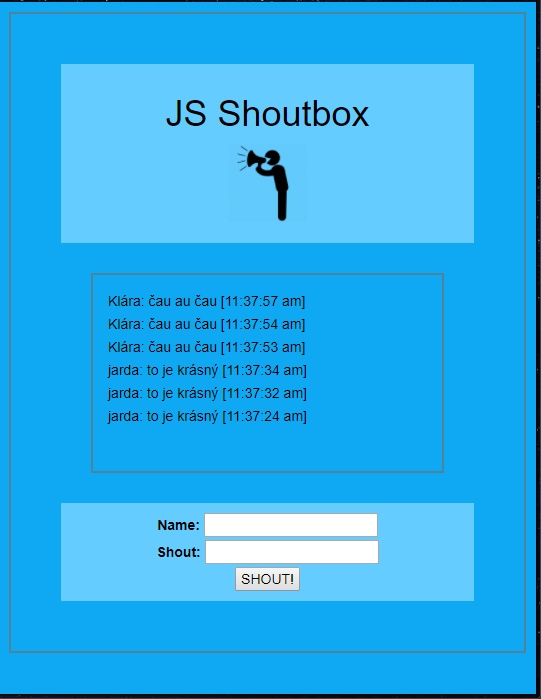 JS Shoutbox
Klára: čau au čau [11:37:57 am]
Klára: čau au čau [11:37:54 am]
Klára: čau au čau [11:37:53 am]
jarda: to je krásný [11:37:34 am]
jarda: to je krásný [11:37:32 am]
jarda: to je krásný [11:37:24 am]
Name:
Shout:
SHOUT!